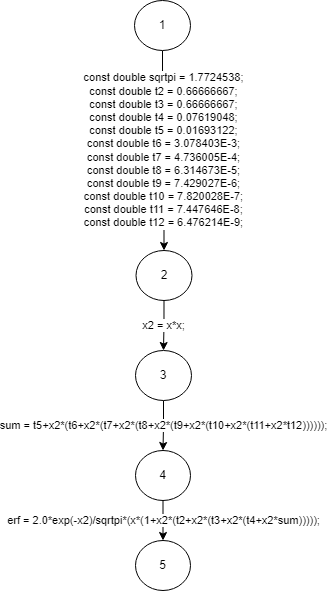 1
const double sqrtpi = 1.7724538;
const double t2 = 0.66666667;
const double t3 = 0.66666667;
const double t4 = 0.07619048;
const double t5 = 0.01693122;
const double t6 = 3.078403E-3;
const double t7 = 4.736005E-4;
const double t8 = 6.314673E-5;
const double t9 = 7.429027E-6;
const double t10 = 7.820028E-7;
const double t11 = 7.447646E-8;
const double t12 = 6.476214E-9;
2
x2 = x*x;
3
sum = t5+x2*(t6+x2*(t7+x2*(t8+x2*(t9+x2*(t10+x2*(t11+x2*t12))))));
4
erf = 2.0*exp(-x2)/sqrtpi*(x*(1+x2*(t2+x2*(t3+x2*(t4+x2*sum)))));
5